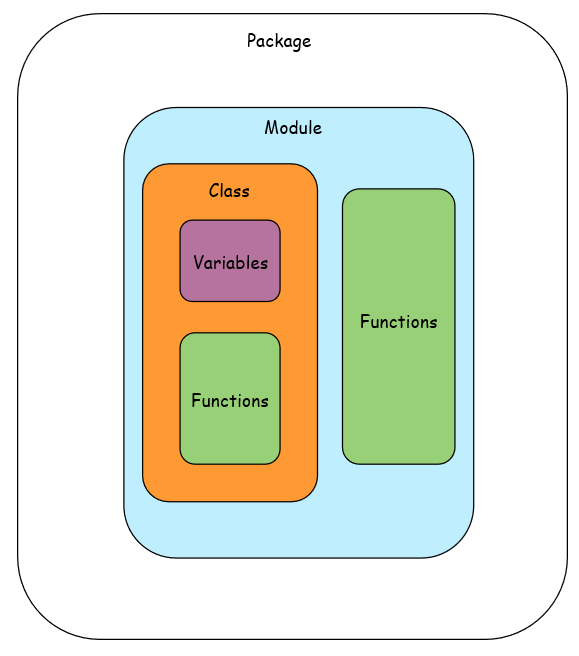 Package
Module
Class
Variables
Functions
Functions